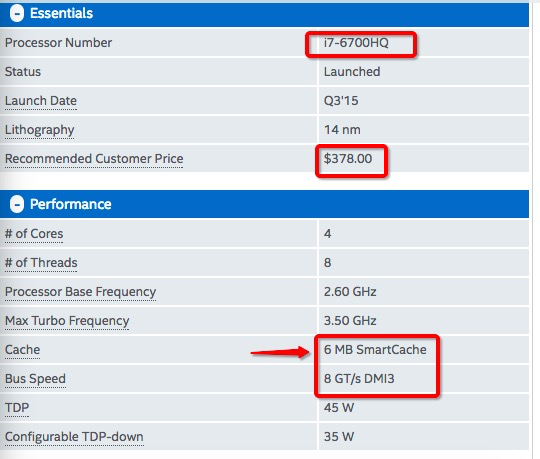 Essentials
Processor Number i7-6700HQ
Status Launched
Launch Date Q3'15
Lithography 14 nm
Recommended Customer Price $378.00
Performance
# of Cores 4
# of Threads 8
Processor Base Frequency 2.60 GHz
Max Turbo Frequency 3.50 GHz
Cache 6 MB SmartCache
Bus Speed 8 GT/s DMI3
TDP 45 W
Configurable TDP-down 35 W